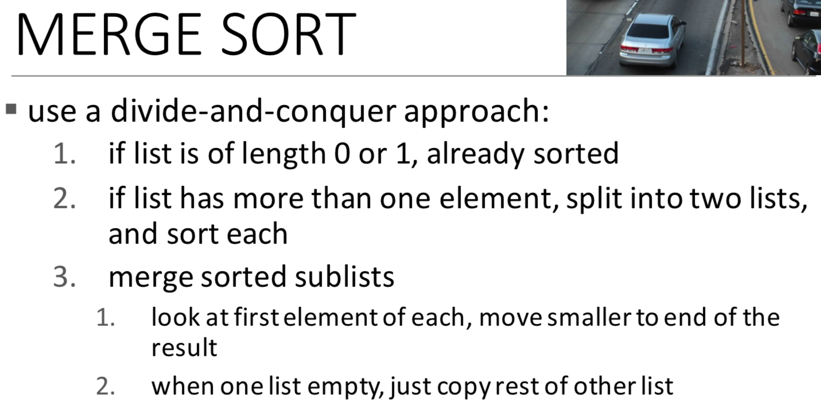 MERGE SORT
▪ use a divide-and-conquer approach:
1. if list is of length 0 or 1, already sorted
2. if list has more than one element, split into two lists,
and sort each
3. merge sorted sublists
1. look at first element of each, move smaller to end of the
result
2. when one list empty, just copy rest of other list